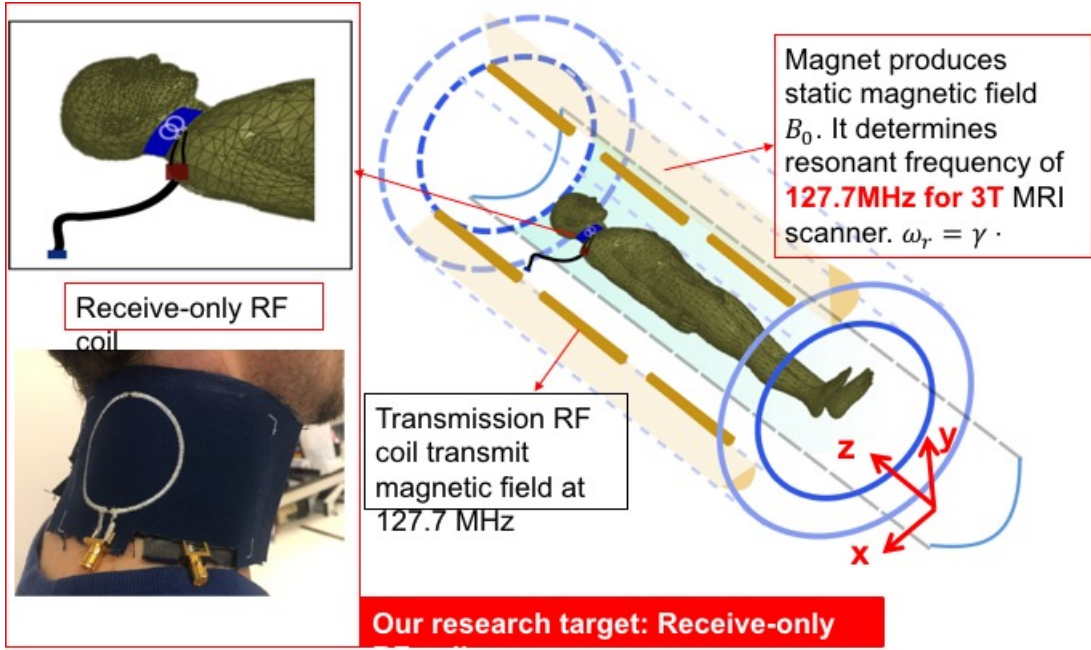 Magnet produces
static magnetic field
𝐵₀. It determines
resonant frequency of
127.7MHz for 3T MRI
scanner. 𝜔ᵣ = 𝛾 ·
Receive-only RF
coil
Transmission RF
coil transmit
magnetic field at
127.7 MHz
y
z
x
Our research target: Receive-only